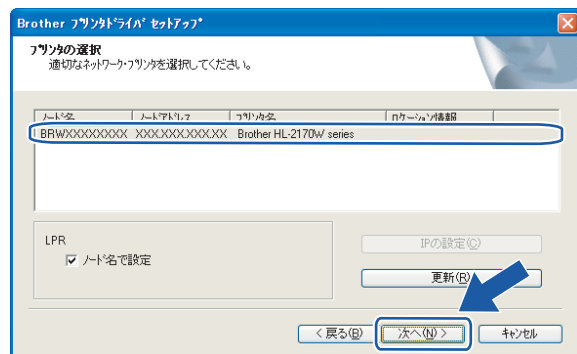 Brother プリンタドライバ セットアップ
プリンタの選択
適切なネットワーク・プリンタを選択してください。
ノード名 ノードアドレス プリンタ名 ロケーション情報
BRWXXXXXXXX XXX.XXX.XXX.XX Brother HL-2170W series
LPR
ノード名で設定
IPの設定(C)
更新(R)
< 戻る(B) 次へ(N) > キャンセル